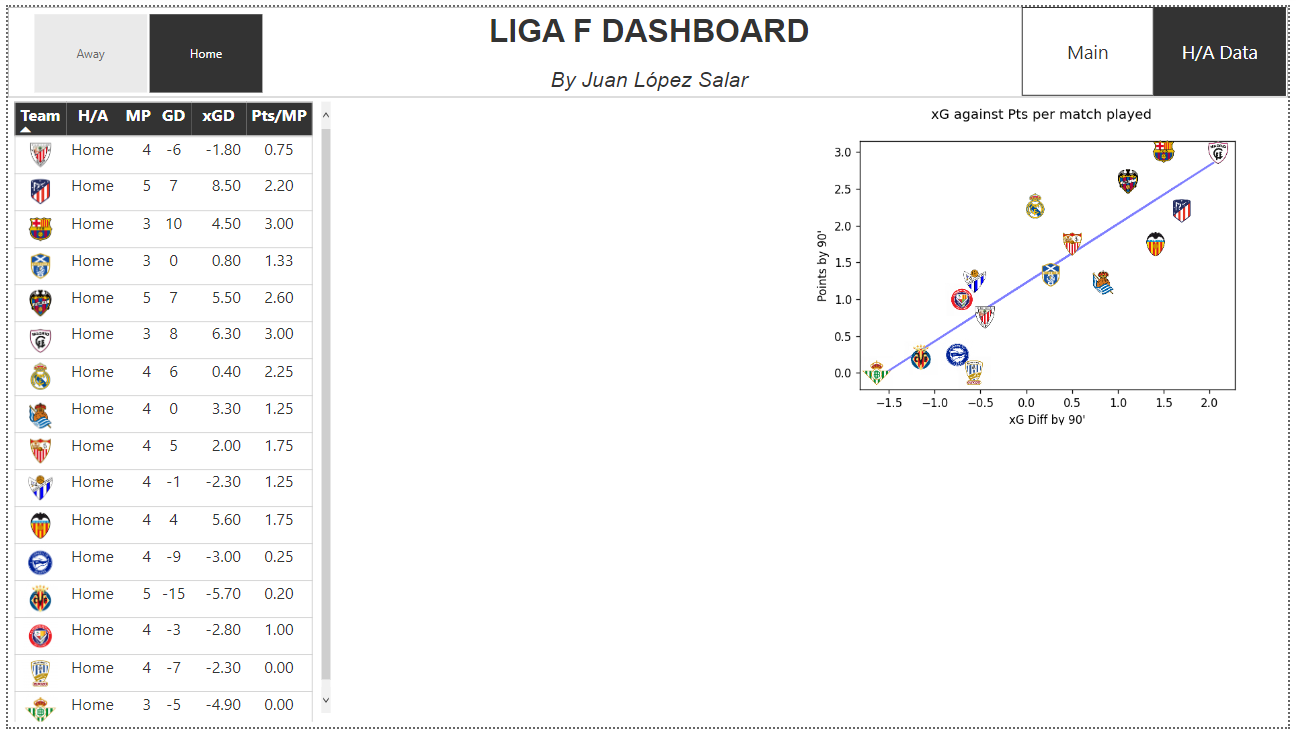 Away
Home
LIGA F DASHBOARD
By Juan López Salar
Main
H/A Data
Team H/A MP GD xGD Pts/MP
Home 4 -6 -1.80 0.75
Home 5 7 8.50 2.20
Home 3 10 4.50 3.00
Home 3 0 0.80 1.33
Home 5 7 5.50 2.60
Home 3 8 6.30 3.00
Home 4 6 0.40 2.25
Home 4 0 3.30 1.25
Home 4 5 2.00 1.75
Home 4 -1 -2.30 1.25
Home 4 4 5.60 1.75
Home 4 -9 -3.00 0.25
Home 5 -15 -5.70 0.20
Home 4 -3 -2.80 1.00
Home 4 -7 -2.30 0.00
Home 3 -5 -4.90 0.00
xG against Pts per match played
Points by 90'
3.0
2.5
2.0
1.5
1.0
0.5
0.0
−1.5 −1.0 −0.5 0.0 0.5 1.0 1.5 2.0
xG Diff by 90'